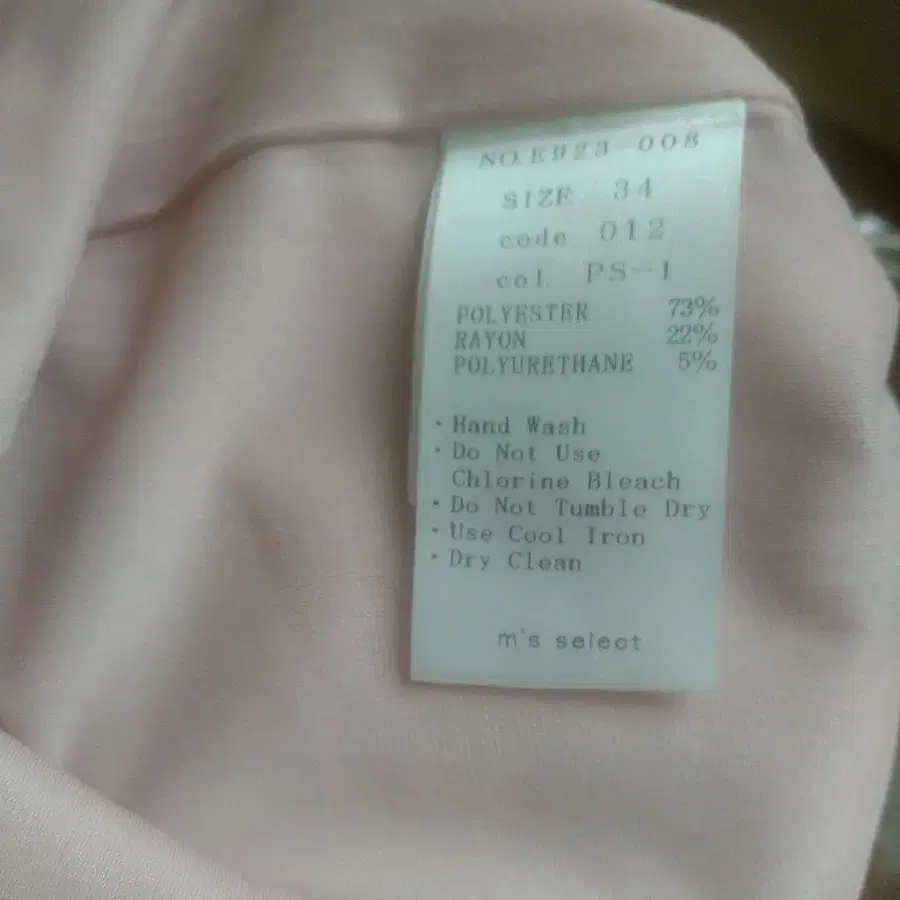 NO.E923-008
SIZE 34
code 012
col. PS-1
POLYESTER 73%
RAYON 22%
POLYURETHANE 5%
・Hand Wash
・Do Not Use
Chlorine Bleach
・Do Not Tumble Dry
・Use Cool Iron
・Dry Clean
m's select